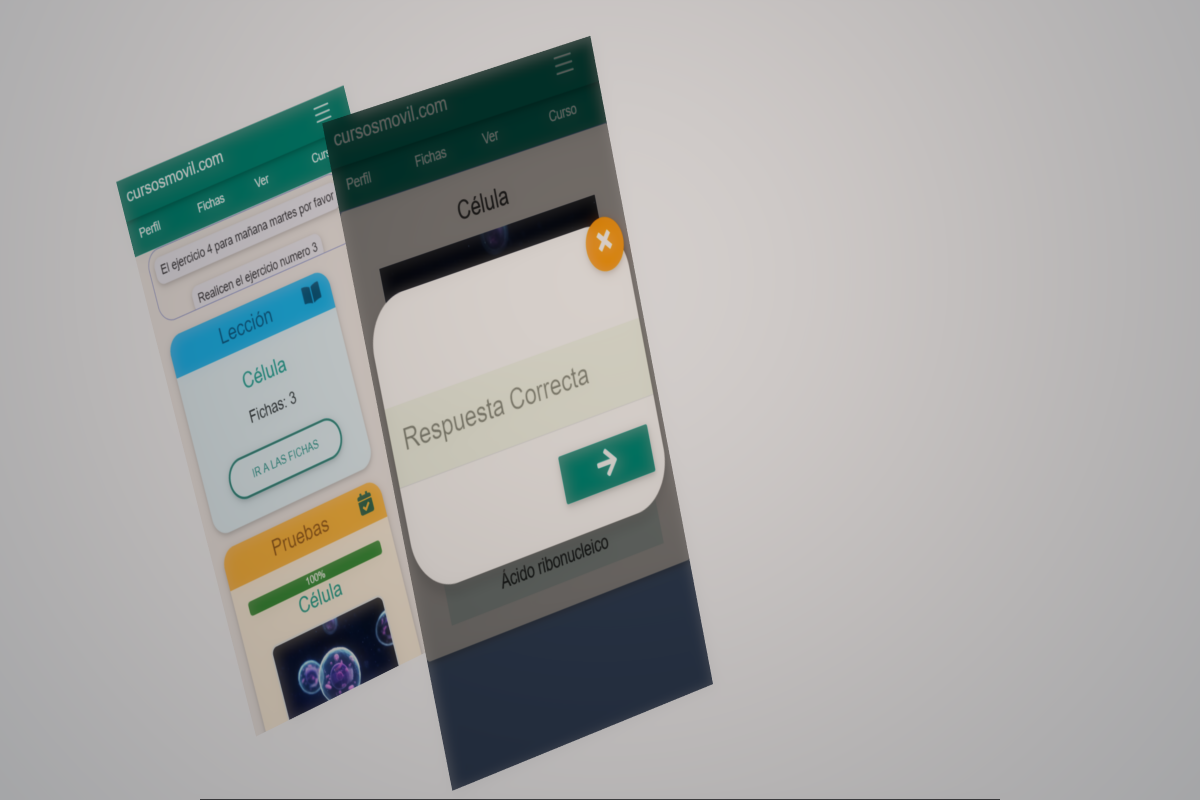 cursosmovil.com
Perfil Fichas Ver
El ejercicio 4 para mañana martes por favor
Realicen el ejercicio numero 3
Lección
Célula
Fichas: 3
IR A LAS FICHAS
Pruebas
100%
Célula
cursosmovil.com
Perfil Fichas Ver Curso
Célula
Respuesta Correcta
Ácido ribonucleico